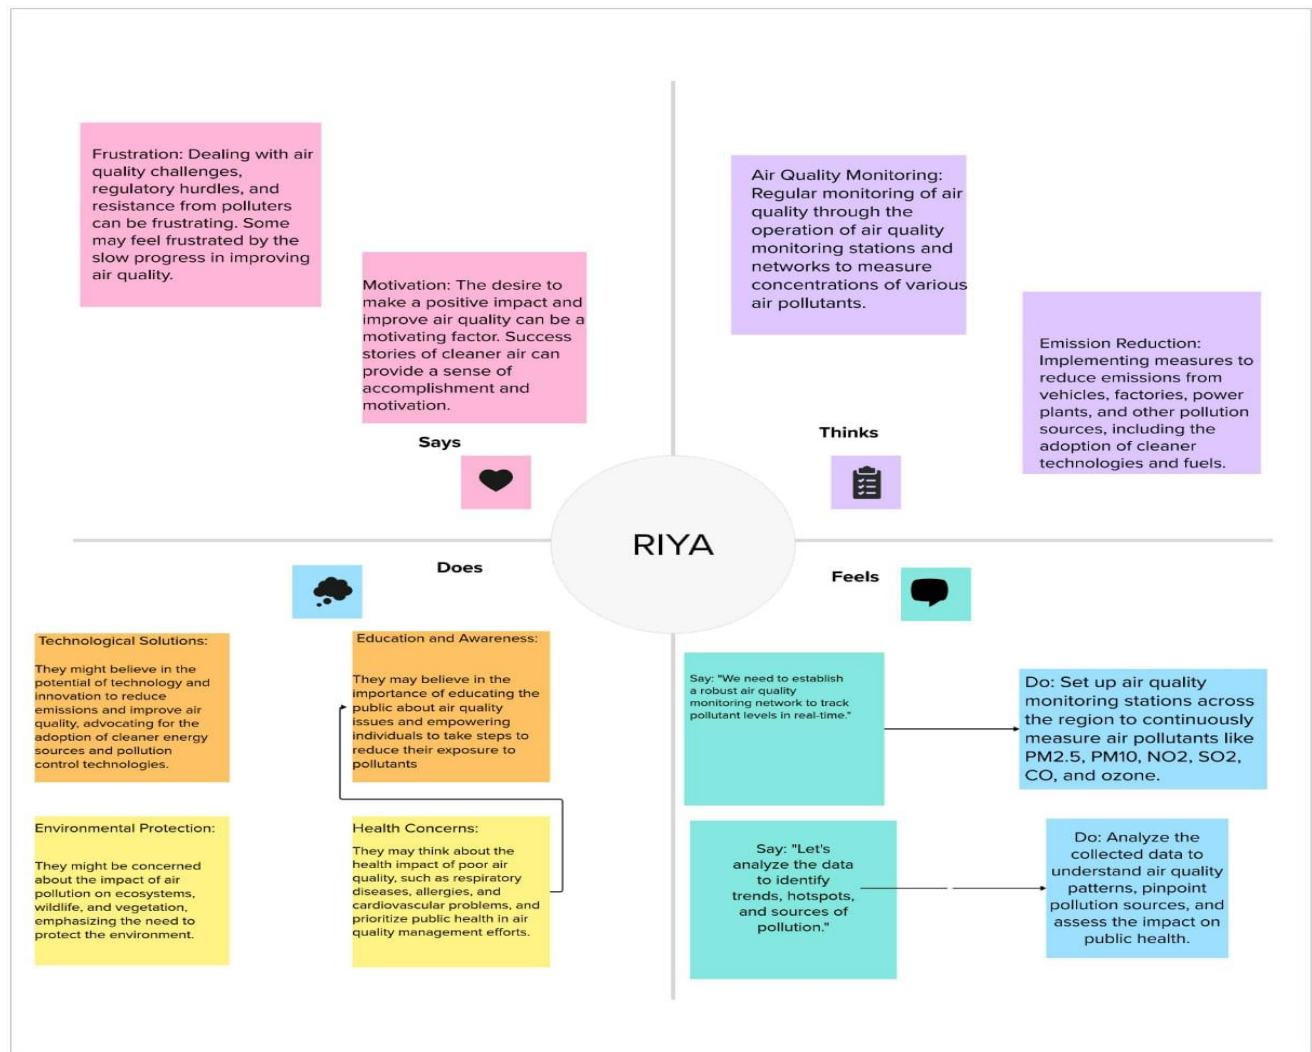 Frustration: Dealing with air
quality challenges,
regulatory hurdles, and
resistance from polluters
can be frustrating. Some
may feel frustrated by the
slow progress in improving
air quality.
Motivation: The desire to
make a positive impact and
improve air quality can be a
motivating factor. Success
stories of cleaner air can
provide a sense of
accomplishment and
motivation.
Says
Air Quality Monitoring:
Regular monitoring of air
quality through the
operation of air quality
monitoring stations and
networks to measure
concentrations of various
air pollutants.
Emission Reduction:
Implementing measures to
reduce emissions from
vehicles, factories, power
plants, and other pollution
sources, including the
adoption of cleaner
technologies and fuels.
Thinks
RIYA
Does
Technological Solutions:
They might believe in the
potential of technology and
innovation to reduce
emissions and improve air
quality, advocating for the
adoption of cleaner energy
sources and pollution
control technologies.
Education and Awareness:
They may believe in the
importance of educating the
public about air quality
issues and empowering
individuals to take steps to
reduce their exposure to
pollutants
Environmental Protection:
They might be concerned
about the impact of air
pollution on ecosystems,
wildlife, and vegetation,
emphasizing the need to
protect the environment.
Health Concerns:
They may think about the
health impact of poor air
quality, such as respiratory
diseases, allergies, and
cardiovascular problems, and
prioritize public health in air
quality management efforts.
Feels
Say: "We need to establish
a robust air quality
monitoring network to track
pollutant levels in real-time."
Do: Set up air quality
monitoring stations across
the region to continuously
measure air pollutants like
PM2.5, PM10, NO2, SO2,
CO, and ozone.
Say: "Let's
analyze the data
to identify
trends, hotspots,
and sources of
pollution."
Do: Analyze the
collected data to
understand air quality
patterns, pinpoint
pollution sources, and
assess the impact on
public health.